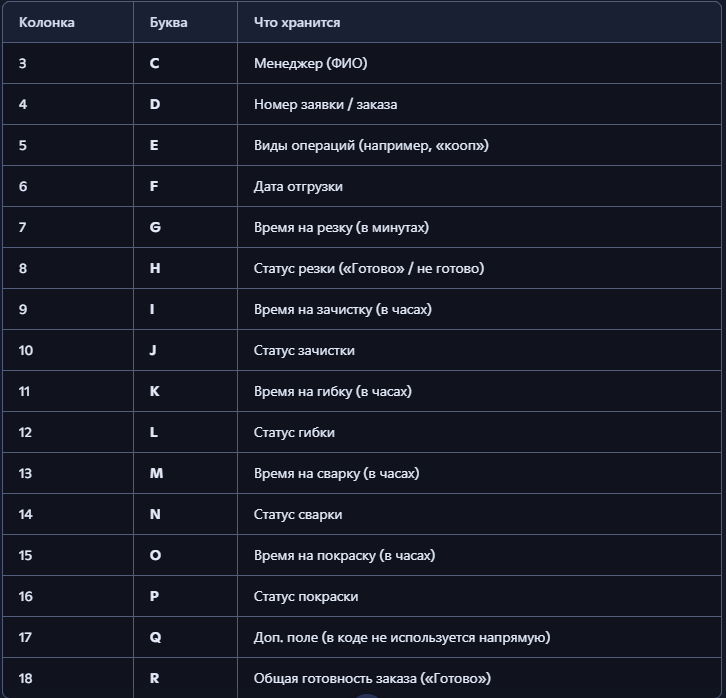 Колонка Буква Что хранится
3 C Менеджер (ФИО)
4 D Номер заявки / заказа
5 E Виды операций (например, «кооп»)
6 F Дата отгрузки
7 G Время на резку (в минутах)
8 H Статус резки («Готово» / не готово)
9 I Время на зачистку (в часах)
10 J Статус зачистки
11 K Время на гибку (в часах)
12 L Статус гибки
13 M Время на сварку (в часах)
14 N Статус сварки
15 O Время на покраску (в часах)
16 P Статус покраски
17 Q Доп. поле (в коде не используется напрямую)
18 R Общая готовность заказа («Готово»)